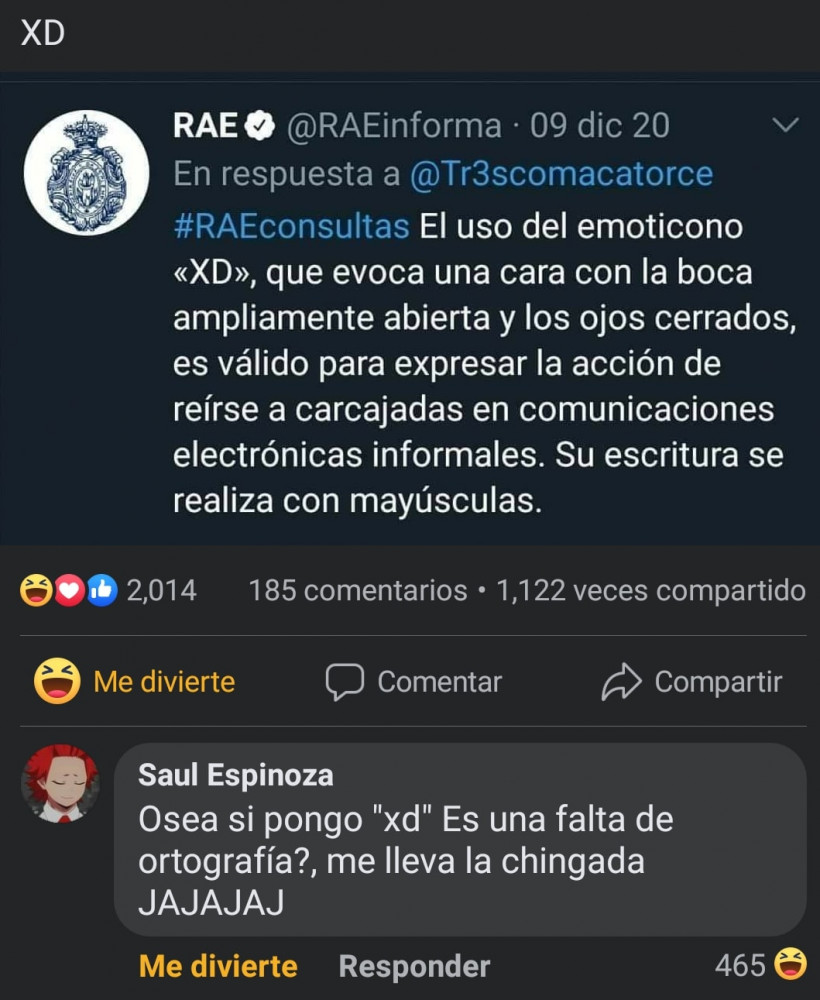 XD
RAE @RAEinforma · 09 dic 20
En respuesta a @Tr3scomacatorce
#RAEconsultas El uso del emoticono
«XD», que evoca una cara con la boca
ampliamente abierta y los ojos cerrados,
es válido para expresar la acción de
reírse a carcajadas en comunicaciones
electrónicas informales. Su escritura se
realiza con mayúsculas.
2,014 185 comentarios • 1,122 veces compartido
Me divierte Comentar Compartir
Saul Espinoza
Osea si pongo "xd" Es una falta de
ortografía?, me lleva la chingada
JAJAJAJ
Me divierte Responder 465